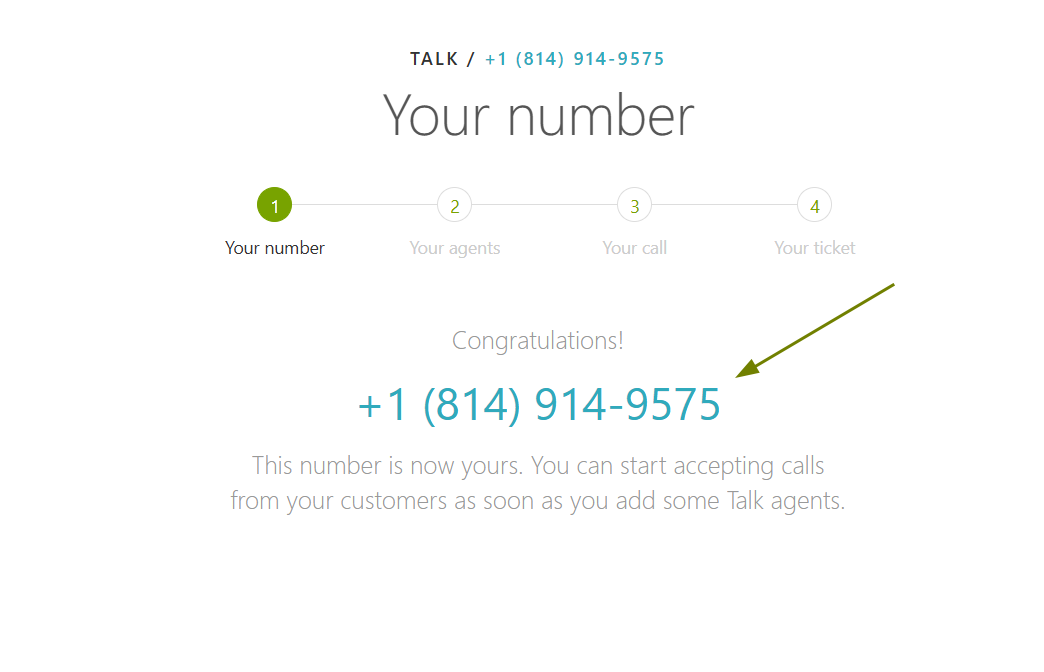 TALK / +1 (814) 914-9575
Your number
1 2 3 4
Your number Your agents Your call Your ticket
Congratulations!
+1 (814) 914-9575
This number is now yours. You can start accepting calls
from your customers as soon as you add some Talk agents.